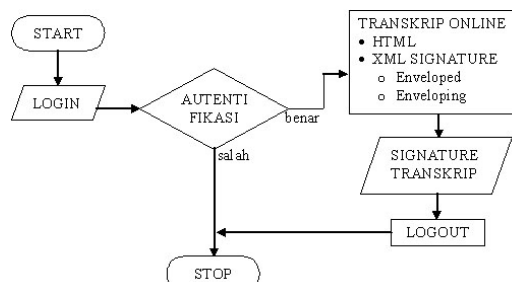 START
LOGIN
AUTENTI
FIKASI
benar
salah
TRANSKRIP ONLINE
• HTML
• XML SIGNATURE
o Enveloped
o Enveloping
SIGNATURE
TRANSKRIP
LOGOUT
STOP